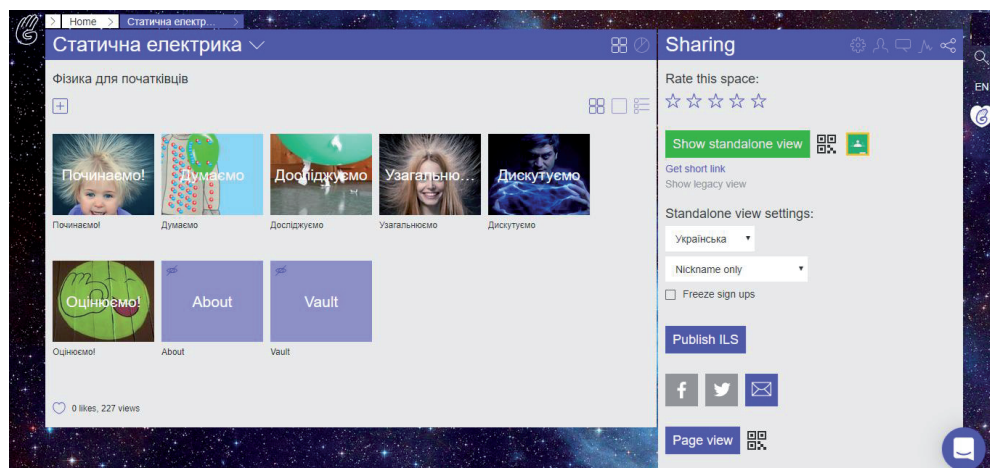 Home
Статична електр...
Статична електрика
Фізика для початківців
Починаємо!
Думаємо
Досліджуємо
Узагальню...
Дискутуємо
Починаємо!
Думаємо
Досліджуємо
Узагальнюємо
Дискутуємо
Оцінюємо!
About
Vault
Оцінюємо!
About
Vault
0 likes, 227 views
Sharing
Rate this space:
Show standalone view
Get short link
Show legacy view
Standalone view settings:
Українська
Nickname only
Freeze sign ups
Publish ILS
Page view
EN